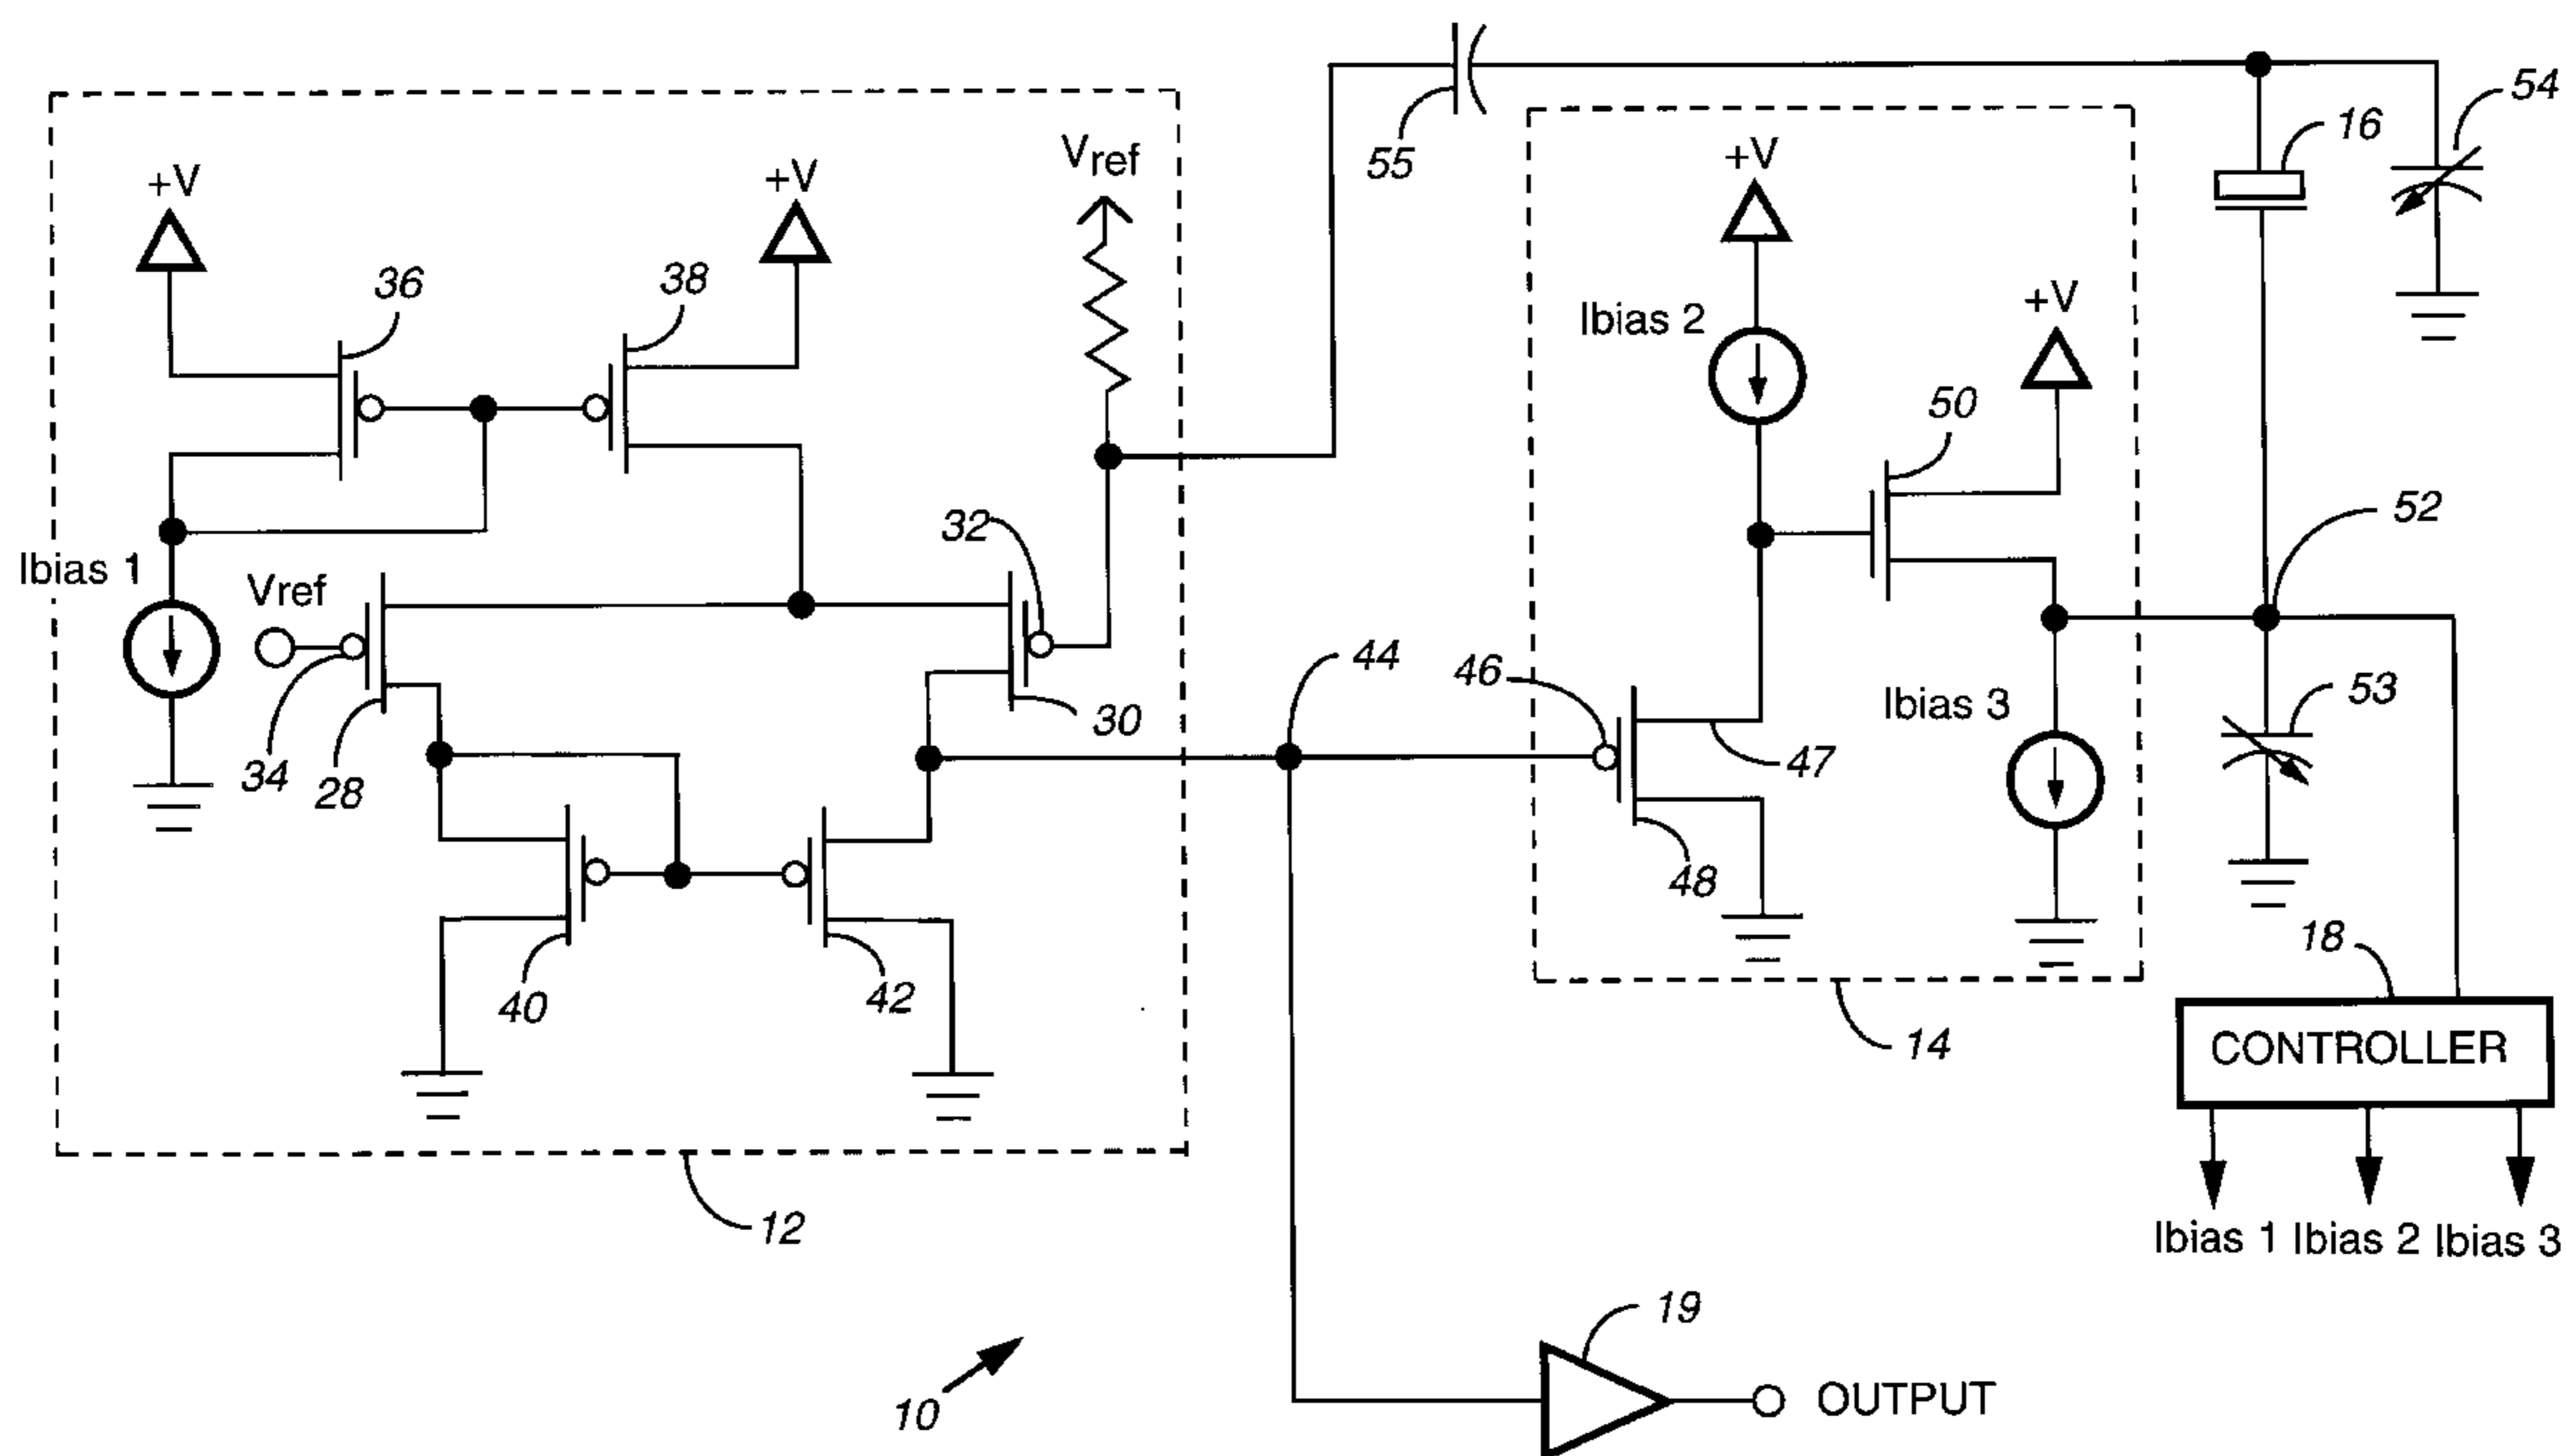 54
16
+V
Vref
55
+V
+V
36
38
Ibias 2
+V
50
32
52
Ibias 1
Vref
44
46
53
30
Ibias 3
47
34
28
48
18
40
42
14
CONTROLLER
12
Ibias 1 Ibias 2 Ibias 3
19
10
OUTPUT